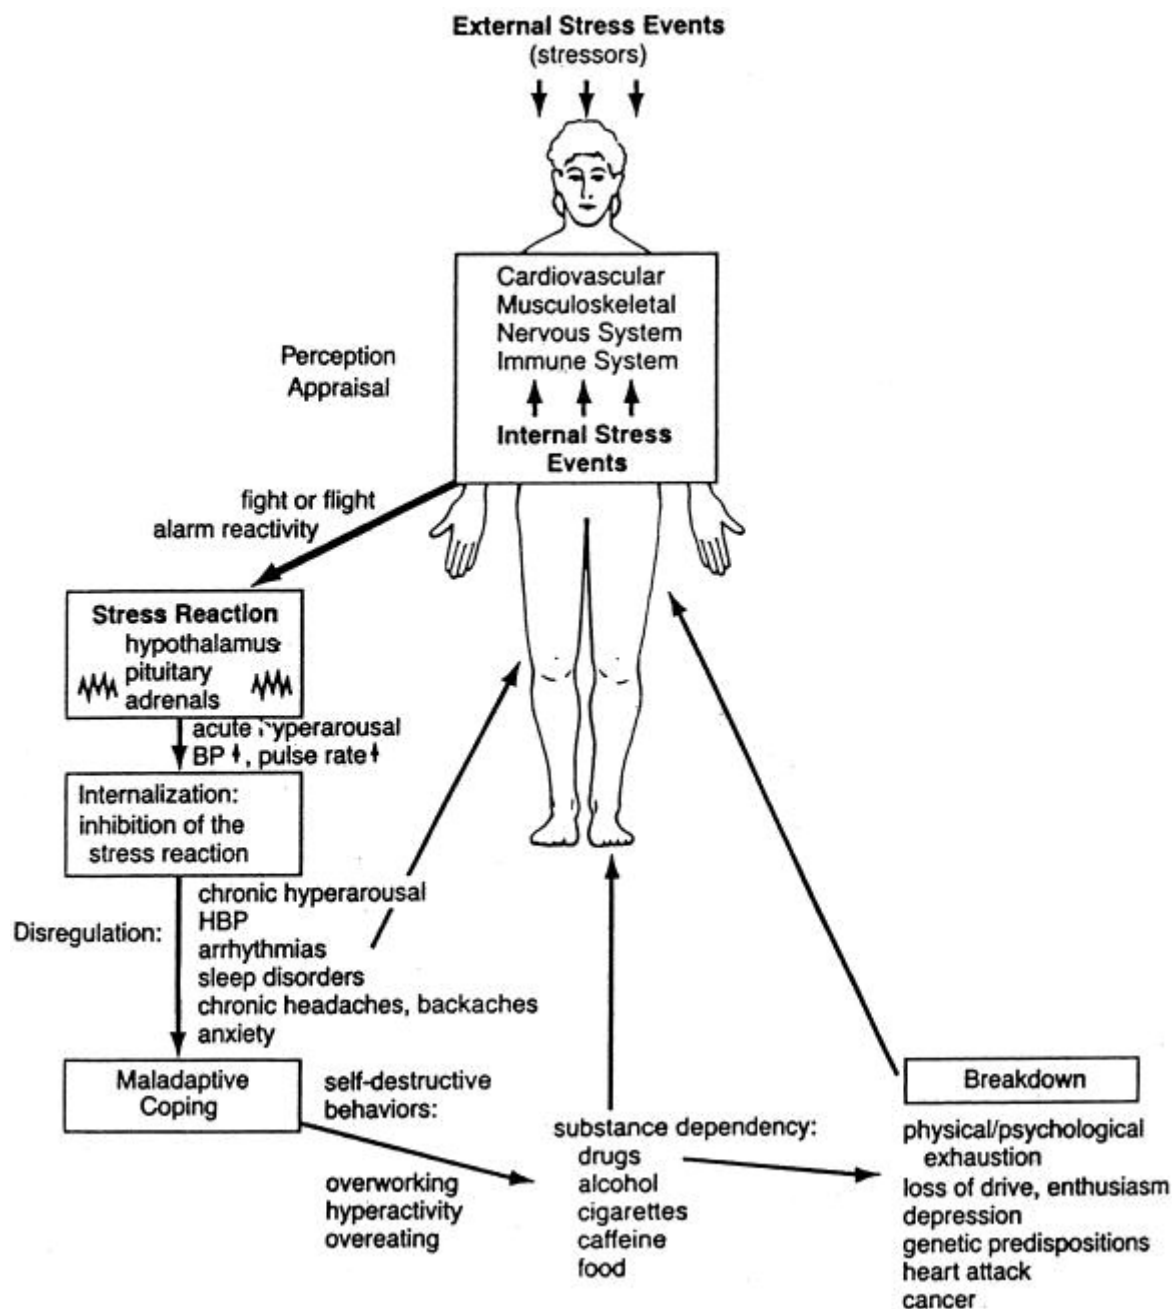 External Stress Events
(stressors)
Cardiovascular
Musculoskeletal
Nervous System
Immune System
Internal Stress
Events
Perception
Appraisal
fight or flight
alarm reactivity
Stress Reaction
hypothalamus
pituitary
adrenals
acute hyperarousal
BP ↑, pulse rate ↑
Internalization:
inhibition of the
stress reaction
Disregulation:
chronic hyperarousal
HBP
arrhythmias
sleep disorders
chronic headaches, backaches
anxiety
Maladaptive
Coping
self-destructive
behaviors:
overworking
hyperactivity
overeating
substance dependency:
drugs
alcohol
cigarettes
caffeine
food
Breakdown
physical/psychological
exhaustion
loss of drive, enthusiasm
depression
genetic predispositions
heart attack
cancer